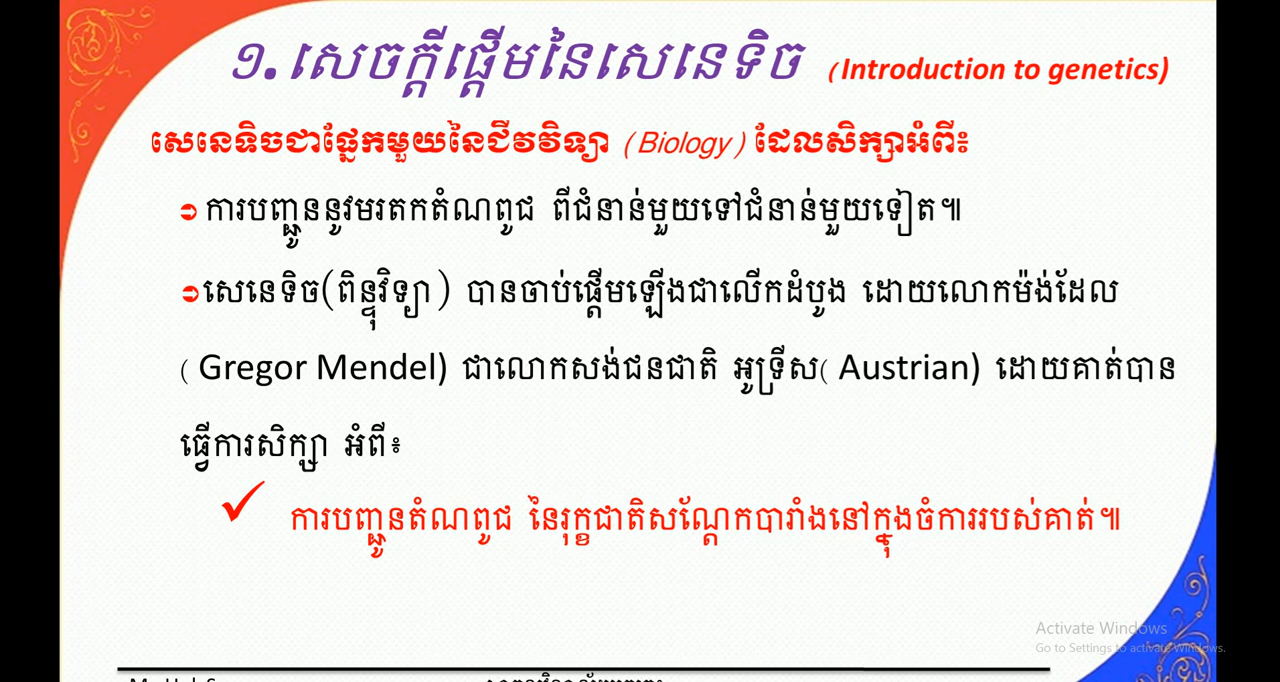 ១. សេចក្តីផ្តើមនៃសេនេទិច (Introduction to genetics)
សេនេទិចជាផ្នែកមួយនៃជីវវិទ្យា (Biology) ដែលសិក្សាអំពី៖
➲ ការបញ្ជូននូវមរតកតំណពូជ ពីជំនាន់មួយទៅជំនាន់មួយទៀត៕
➲ សេនេទិច(ពិន្ទុវិទ្យា) បានចាប់ផ្តើមឡើងជាលើកដំបូង ដោយលោកម៉ង់ដែល
( Gregor Mendel) ជាលោកសង់ជនជាតិ អូទ្រីស( Austrian) ដោយគាត់បាន
ធ្វើការសិក្សា អំពី៖
✓ ការបញ្ជូនតំណពូជ នៃរុក្ខជាតិសណ្តែកបារាំងនៅក្នុងចំការរបស់គាត់៕
Activate Windows
Go to Settings to activate Windows.